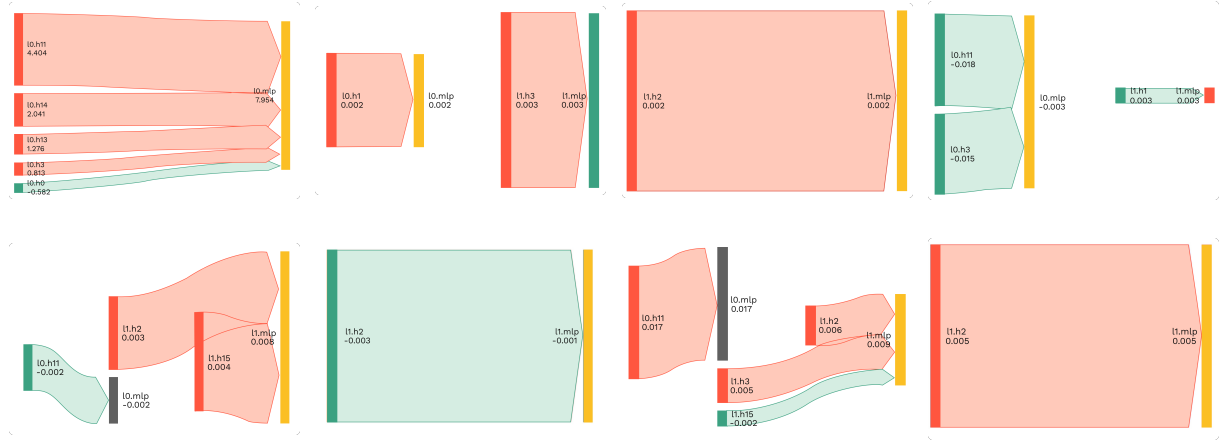 l0.h11
4.404
l0.h14
2.041
l0.h13
1.276
l0.h3
0.813
l0.h0
-0.582
l0.mlp
7.954
l0.h1
0.002
l0.mlp
0.002
l1.h3
0.003
l1.mlp
0.003
l1.h2
0.002
l1.mlp
0.002
l0.h11
-0.018
l0.h3
-0.015
l0.mlp
-0.003
l1.h1
0.003
l1.mlp
0.003
l0.h11
-0.002
l0.mlp
-0.002
l1.h2
0.003
l1.h15
0.004
l1.mlp
0.008
l1.h2
-0.003
l1.mlp
-0.001
l0.h11
0.017
l0.mlp
0.017
l1.h2
0.006
l1.h3
0.005
l1.h15
-0.002
l1.mlp
0.009
l1.h2
0.005
l1.mlp
0.005